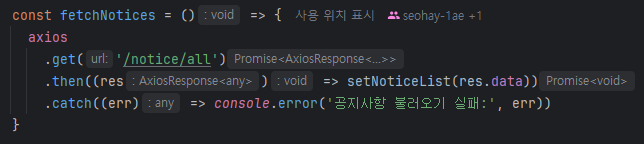 const fetchNotices = () : void => { 사용 위치 표시 seohay-1ae +1
axios
.get( url: '/notice/all') Promise<AxiosResponse<...>>
.then((res : AxiosResponse<any> ) : void => setNoticeList(res.data)) Promise<void>
.catch((err) : any => console.error('공지사항 불러오기 실패:', err))
}